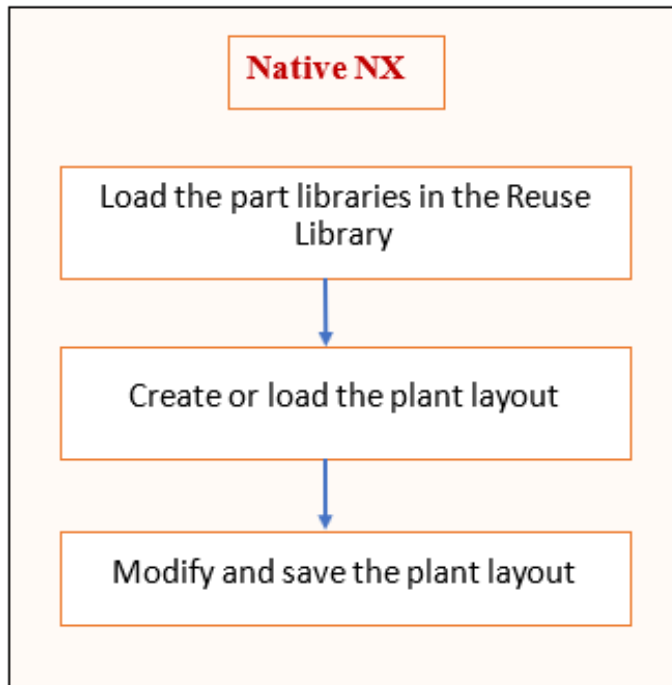 Native NX
Load the part libraries in the Reuse
Library
Create or load the plant layout
Modify and save the plant layout